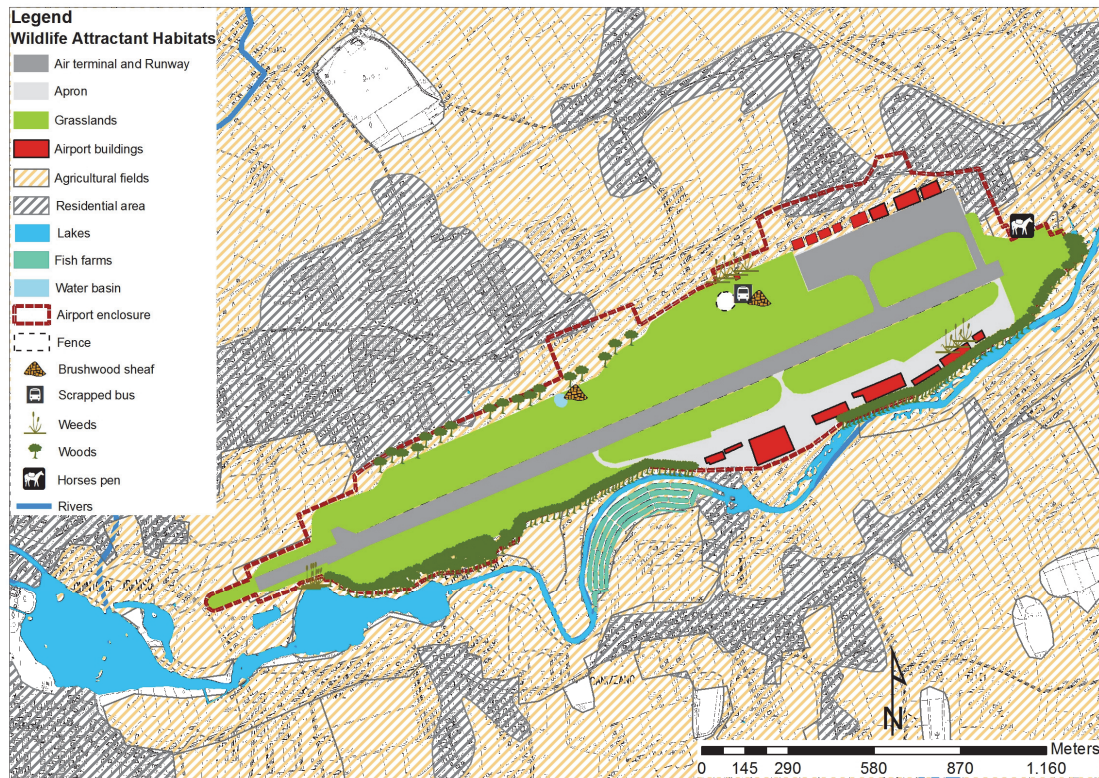 Legend
Wildlife Attractant Habitats
Air terminal and Runway
Apron
Grasslands
Airport buildings
Agricultural fields
Residential area
Lakes
Fish farms
Water basin
Airport enclosure
Fence
Brushwood sheaf
Scrapped bus
Weeds
Woods
Horses pen
Rivers
N
Meters
0 145 290 580 870 1.160